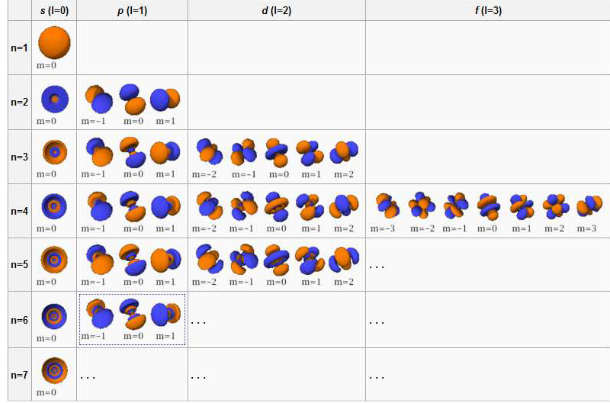 s (l=0) p (l=1) d (l=2) f (l=3)
n=1
m=0
n=2
m=0 m=−1 m=0 m=1
n=3
m=0 m=−1 m=0 m=1 m=−2 m=−1 m=0 m=1 m=2
n=4
m=0 m=−1 m=0 m=1 m=−2 m=−1 m=0 m=1 m=2 m=−3 m=−2 m=−1 m=0 m=1 m=2 m=3
n=5 . . .
m=0 m=−1 m=0 m=1 m=−2 m=−1 m=0 m=1 m=2
n=6 . . . . . .
m=0 m=−1 m=0 m=1
n=7 . . . . . . . . .
m=0